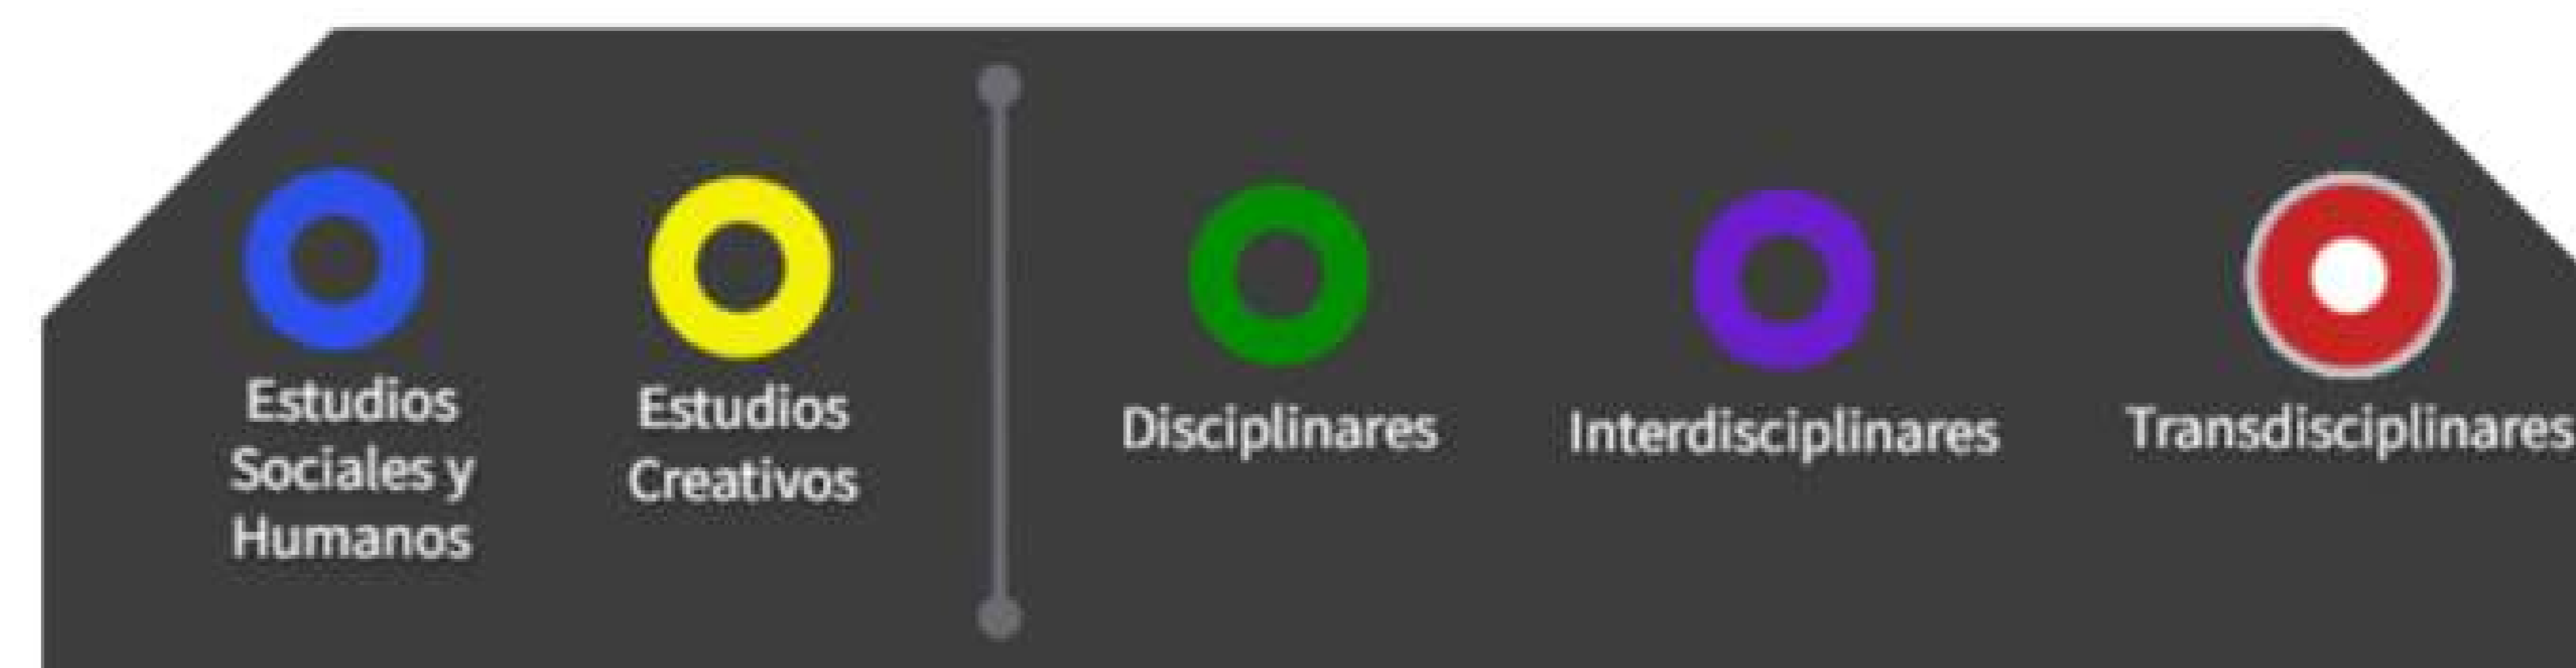 Estudios
Sociales y
Humanos
Estudios
Creativos
Disciplinares
Interdisciplinares
Transdisciplinares